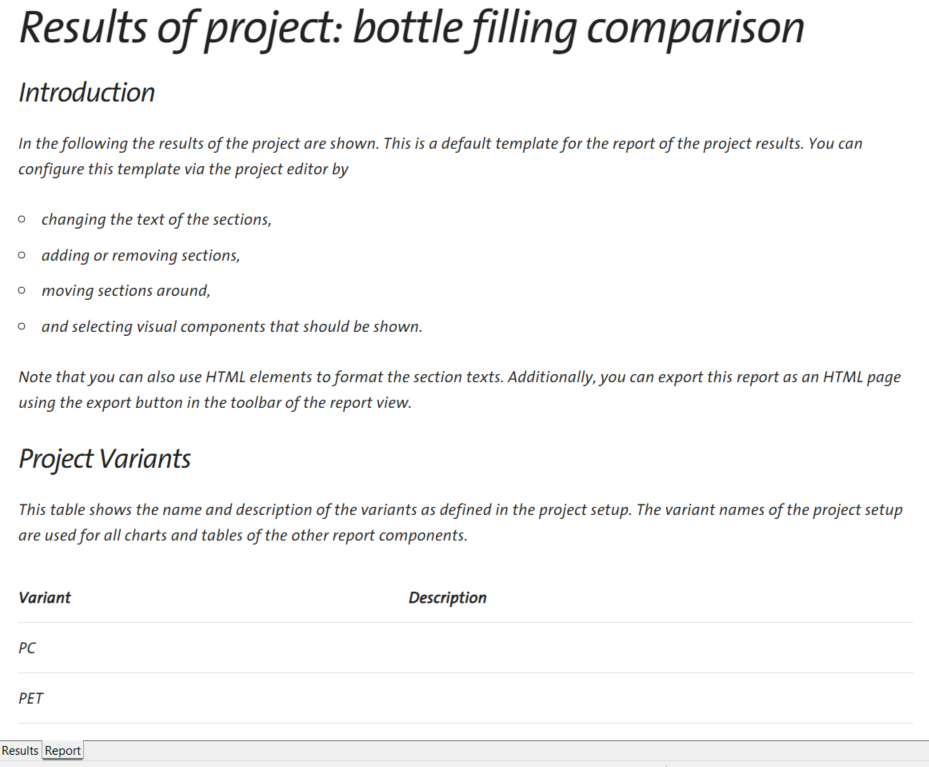 Results of project: bottle filling comparison
Introduction
In the following the results of the project are shown. This is a default template for the report of the project results. You can
configure this template via the project editor by
changing the text of the sections,
adding or removing sections,
moving sections around,
and selecting visual components that should be shown.
Note that you can also use HTML elements to format the section texts. Additionally, you can export this report as an HTML page
using the export button in the toolbar of the report view.
Project Variants
This table shows the name and description of the variants as defined in the project setup. The variant names of the project setup
are used for all charts and tables of the other report components.
Variant Description
PC
PET
Results Report